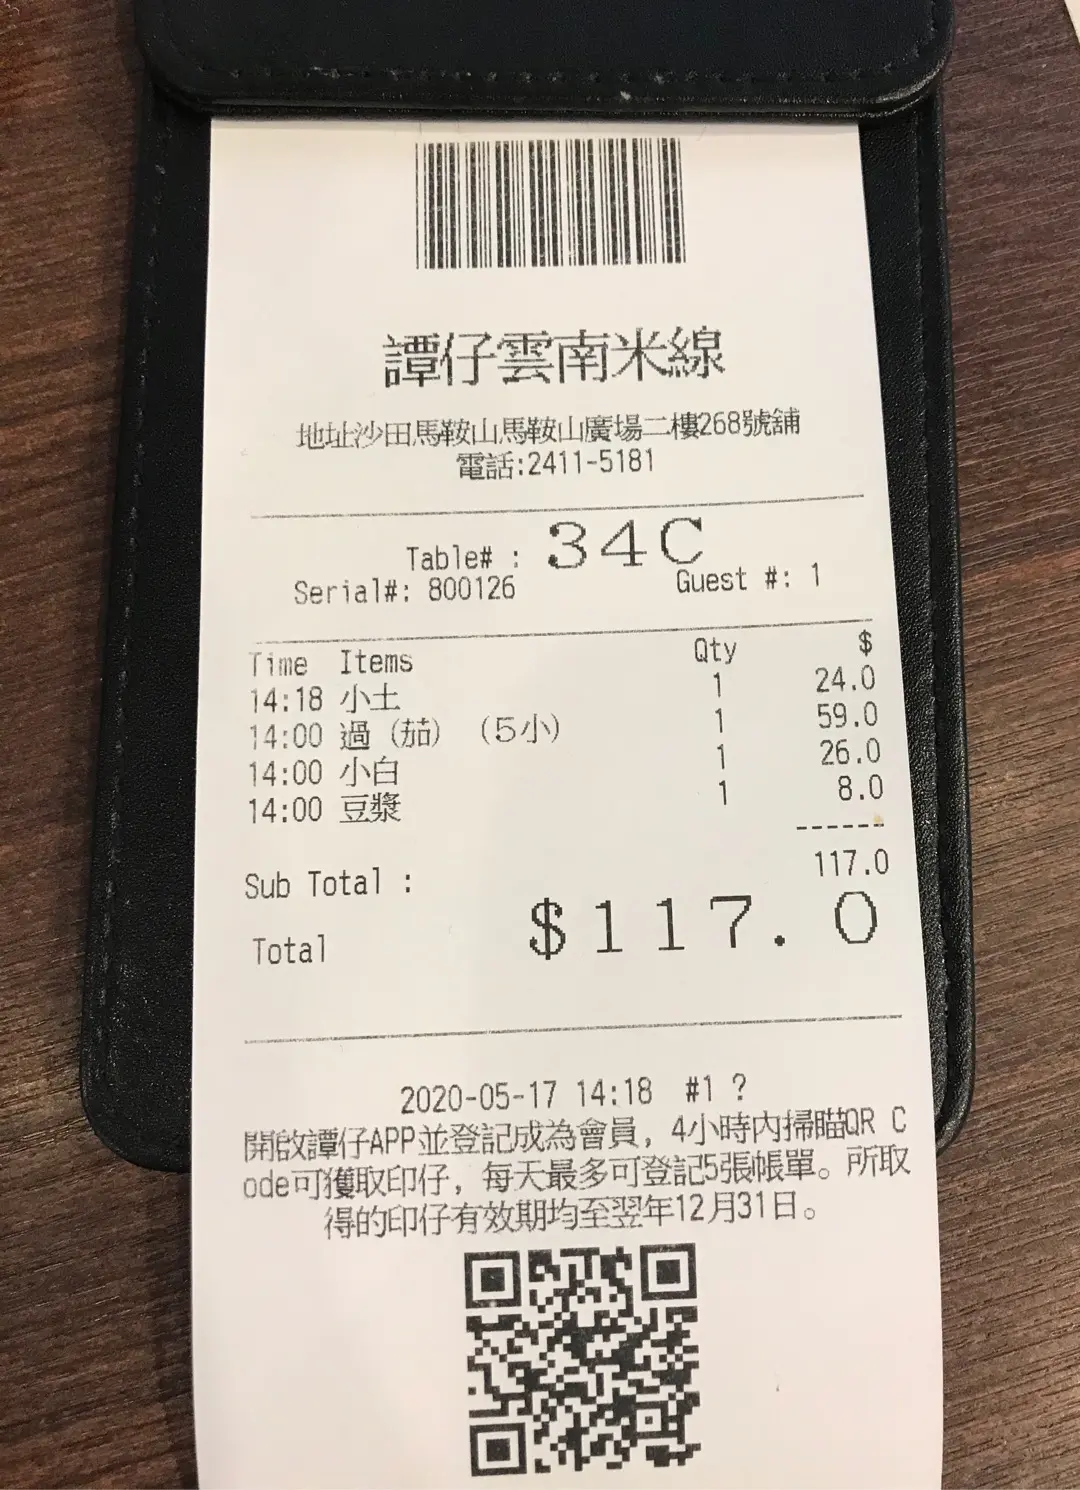 譚仔雲南米線
地址沙田馬鞍山馬鞍山廣場二樓268號舖
電話:2411-5181
Table# : 34C
Serial#: 800126 Guest #: 1
Time Items Qty $
14:18 小土 1 24.0
14:00 過（茄）（5小） 1 59.0
14:00 小白 1 26.0
14:00 豆漿 1 8.0
------
Sub Total : 117.0
Total $117.0
2020-05-17 14:18 #1 ?
開啟譚仔APP並登記成為會員, 4小時內掃瞄QR C
ode可獲取印仔, 每天最多可登記5張帳單。所取
得的印仔有效期均至翌年12月31日。